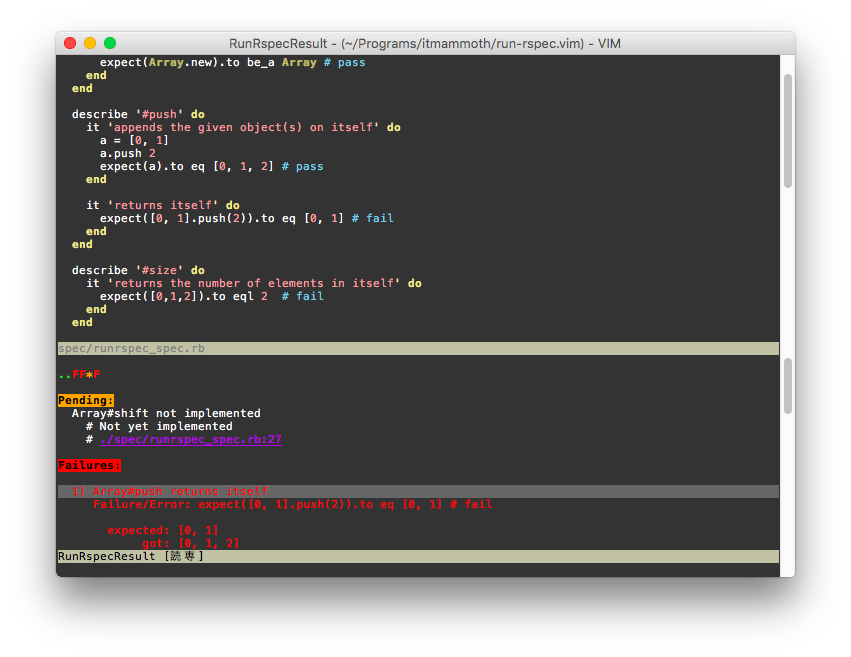 RunRspecResult - (~/Programs/itmammoth/run-rspec.vim) - VIM
expect(Array.new).to be_a Array # pass
end
end
describe '#push' do
it 'appends the given object(s) on itself' do
a = [0, 1]
a.push 2
expect(a).to eq [0, 1, 2] # pass
end
it 'returns itself' do
expect([0, 1].push(2)).to eq [0, 1] # fail
end
end
describe '#size' do
it 'returns the number of elements in itself' do
expect([0,1,2]).to eql 2  # fail
end
end
spec/runrspec_spec.rb
..FF*F
Pending:
Array#shift not implemented
# Not yet implemented
# ./spec/runrspec_spec.rb:27
Failures:
1) Array#push returns itself
Failure/Error: expect([0, 1].push(2)).to eq [0, 1] # fail
expected: [0, 1]
got: [0, 1, 2]
RunRspecResult [読専]